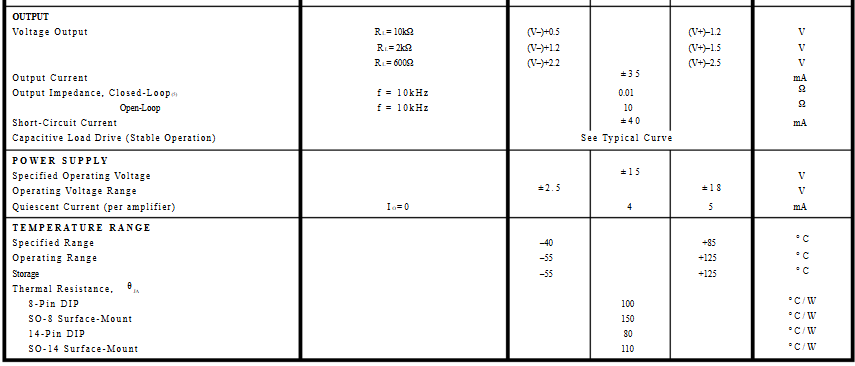 OUTPUT
Voltage Output RL = 10kΩ (V–)+0.5 (V+)–1.2 V
RL = 2kΩ (V–)+1.2 (V+)–1.5 V
RL = 600Ω (V–)+2.2 (V+)–2.5 V
Output Current ±35 mA
Output Impedance, Closed-Loop f = 10kHz 0.01 Ω
Open-Loop f = 10kHz 10 Ω
Short-Circuit Current ±40 mA
Capacitive Load Drive (Stable Operation) See Typical Curve
POWER SUPPLY
Specified Operating Voltage ±15 V
Operating Voltage Range ±2.5 ±18 V
Quiescent Current (per amplifier) IO = 0 4 5 mA
TEMPERATURE RANGE
Specified Range –40 +85 °C
Operating Range –55 +125 °C
Storage –55 +125 °C
Thermal Resistance, θJA
8-Pin DIP 100 °C/W
SO-8 Surface-Mount 150 °C/W
14-Pin DIP 80 °C/W
SO-14 Surface-Mount 110 °C/W